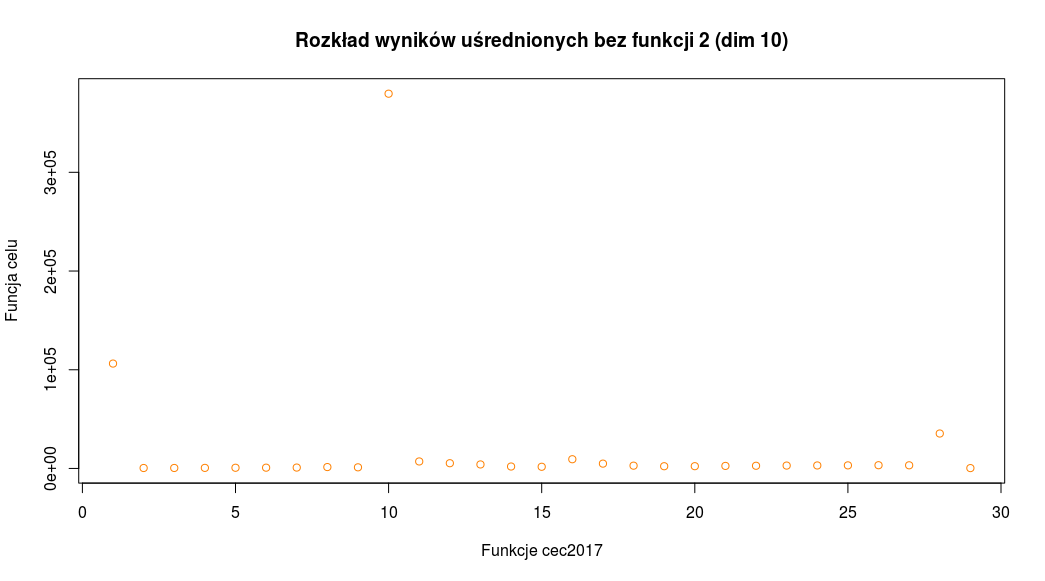 Rozkład wyników uśrednionych bez funkcji 2 (dim 10)
3e+05
2e+05
1e+05
0e+00
Funcja celu
0 5 10 15 20 25 30
Funkcje cec2017